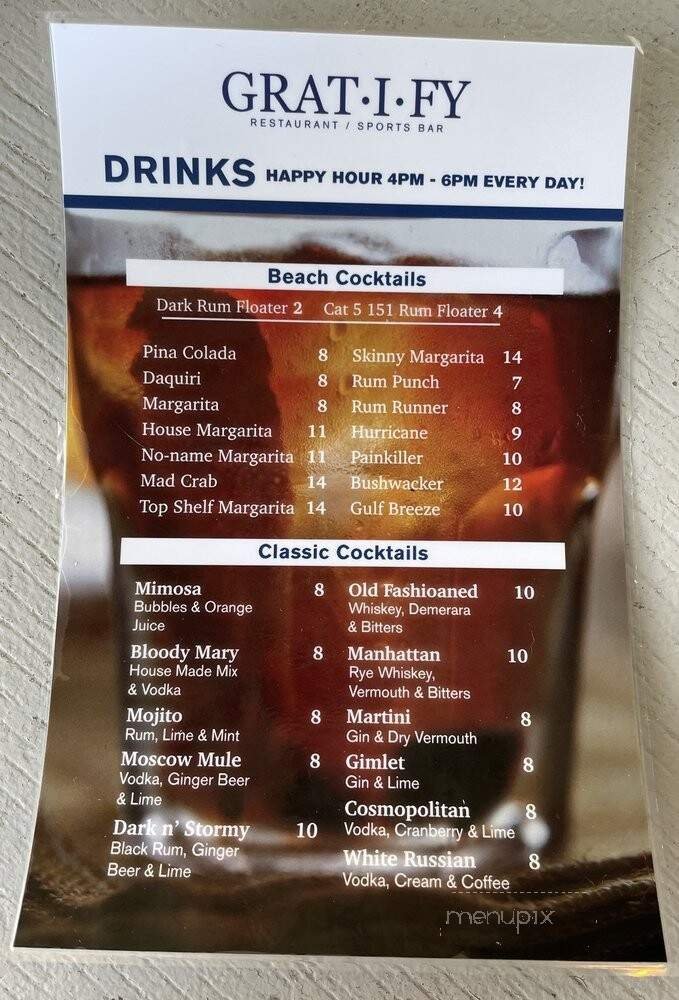 GRAT·I·FY
RESTAURANT / SPORTS BAR
DRINKS HAPPY HOUR 4PM - 6PM EVERY DAY!
Beach Cocktails
Dark Rum Floater 2 Cat 5 151 Rum Floater 4
Pina Colada 8
Daquiri 8
Margarita 8
House Margarita 11
No-name Margarita 11
Mad Crab 14
Top Shelf Margarita 14
Skinny Margarita 14
Rum Punch 7
Rum Runner 8
Hurricane 9
Painkiller 10
Bushwacker 12
Gulf Breeze 10
Classic Cocktails
Mimosa 8
Bubbles & Orange
Juice
Bloody Mary 8
House Made Mix
& Vodka
Mojito 8
Rum, Lime & Mint
Moscow Mule 8
Vodka, Ginger Beer
& Lime
Dark n' Stormy 10
Black Rum, Ginger
Beer & Lime
Old Fashioaned 10
Whiskey, Demerara
& Bitters
Manhattan 10
Rye Whiskey,
Vermouth & Bitters
Martini 8
Gin & Dry Vermouth
Gimlet 8
Gin & Lime
Cosmopolitan 8
Vodka, Cranberry & Lime
White Russian 8
Vodka, Cream & Coffee
menupix